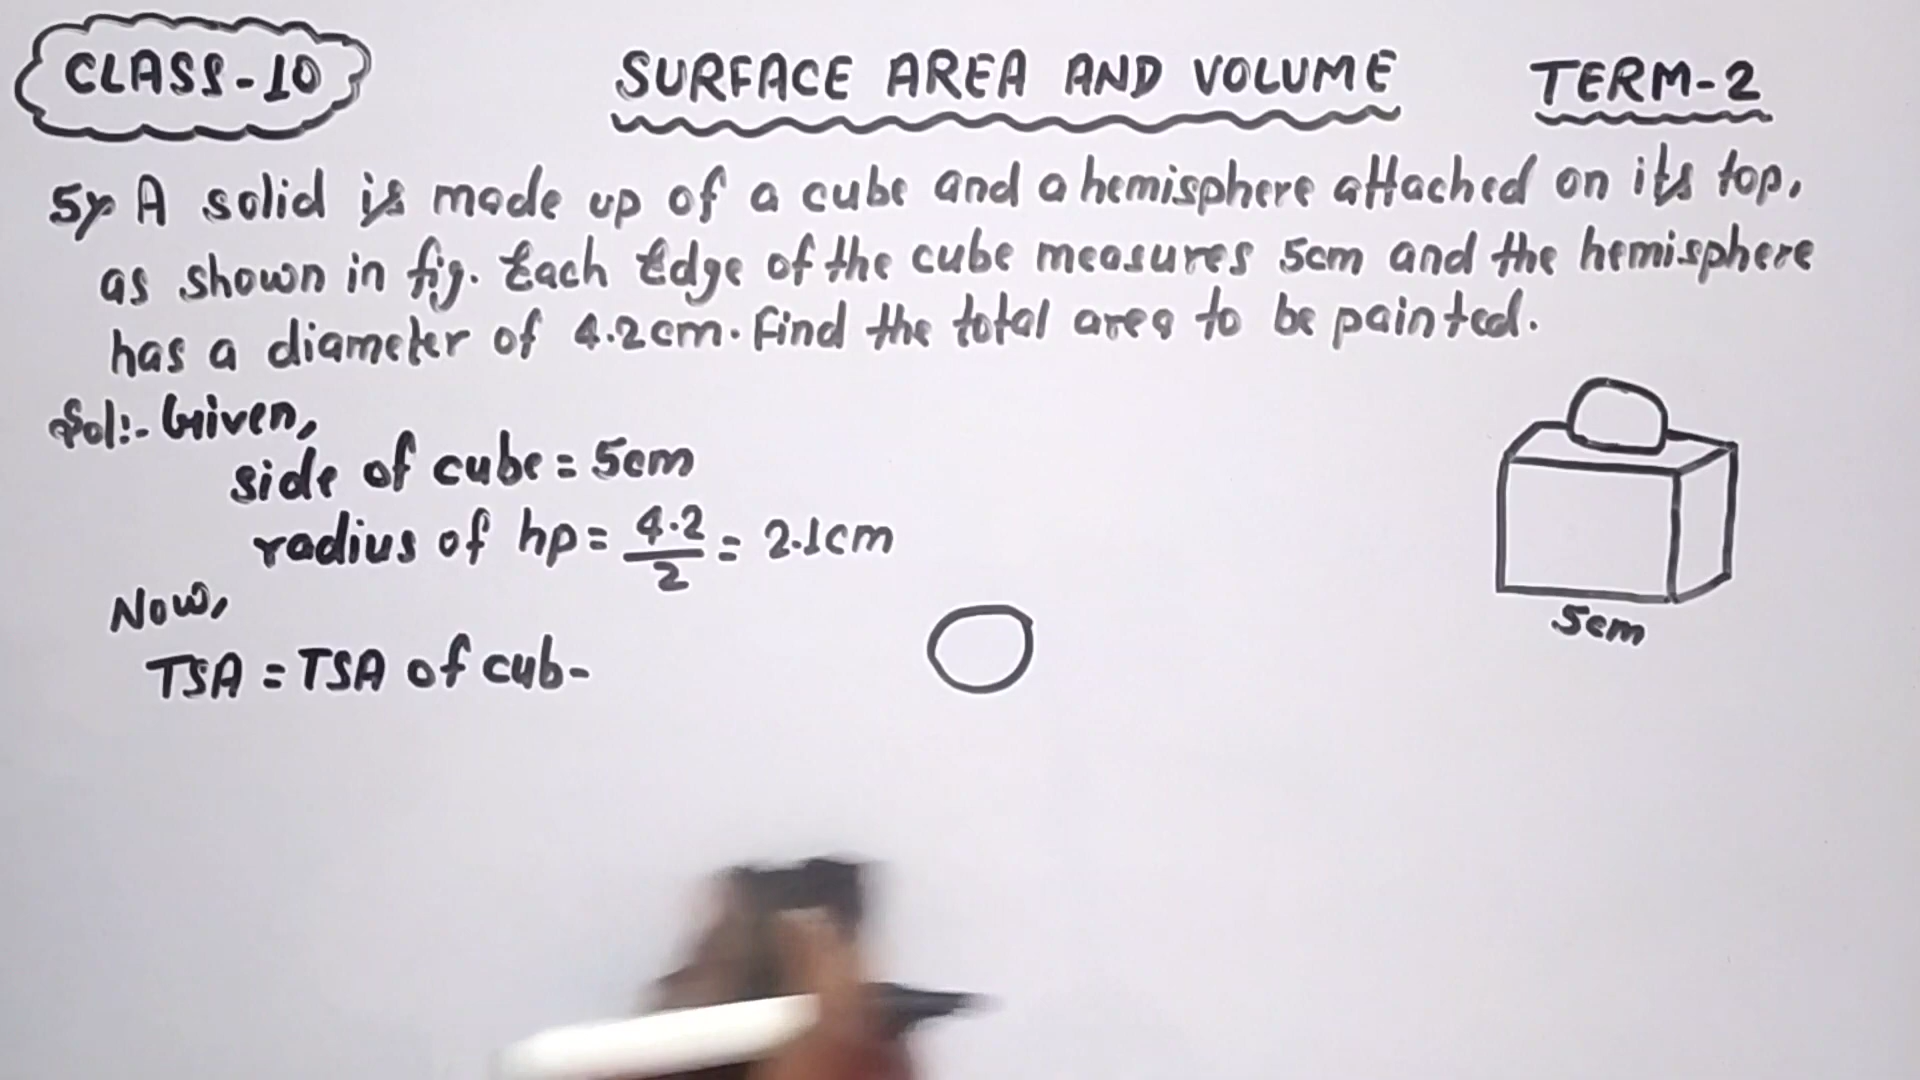 CLASS-10
SURFACE AREA AND VOLUME
TERM-2
5y A solid is made up of a cube and a hemisphere attached on its top,
as shown in fig. Each Edge of the cube measures 5cm and the hemisphere
has a diameter of 4.2cm. Find the total area to be painted.
Sol:- Given,
side of cube = 5cm
radius of hp = 4.2/2 = 2.1cm
Now,
TSA = TSA of cub-
5cm